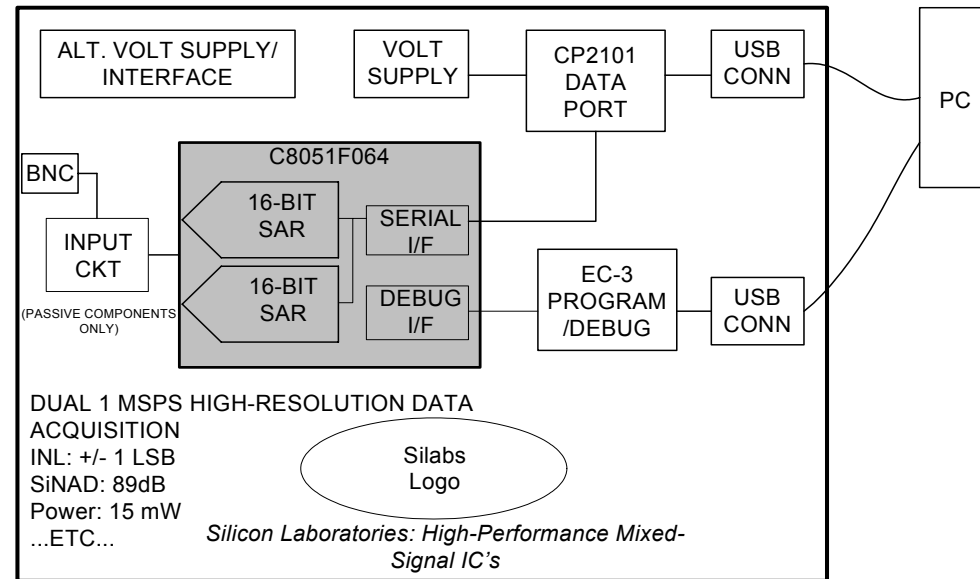 ALT. VOLT SUPPLY/
INTERFACE
VOLT
SUPPLY
CP2101
DATA
PORT
USB
CONN
PC
BNC
C8051F064
16-BIT
SAR
SERIAL
I/F
INPUT
CKT
(PASSIVE COMPONENTS
ONLY)
16-BIT
SAR
DEBUG
I/F
EC-3
PROGRAM
/DEBUG
USB
CONN
DUAL 1 MSPS HIGH-RESOLUTION DATA
ACQUISITION
INL: +/- 1 LSB
SiNAD: 89dB
Power: 15 mW
...ETC...
Silabs
Logo
Silicon Laboratories: High-Performance Mixed-
Signal IC's